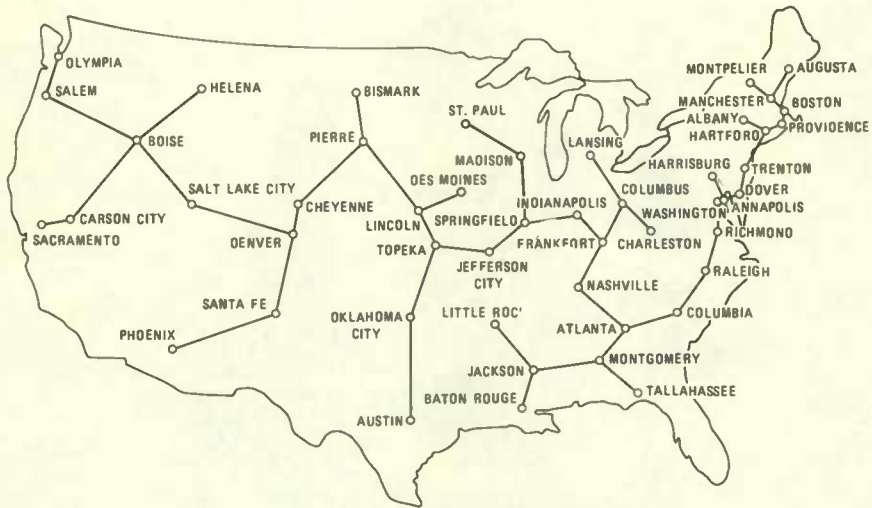 OLYMPIA
SALEM
HELENA
BISMARK
MONTPELIER
AUGUSTA
ST. PAUL
MANCHESTER
BOSTON
ALBANY
HARTFORD
PROVIDENCE
BOISE
PIERRE
LANSING
MADISON
HARRISBURG
TRENTON
DES MOINES
SALT LAKE CITY
CHEYENNE
INDIANAPOLIS
COLUMBUS
DOVER
WASHINGTON
ANNAPOLIS
CARSON CITY
LINCOLN
SPRINGFIELD
SACRAMENTO
DENVER
TOPEKA
FRANKFORT
CHARLESTON
RICHMOND
JEFFERSON
CITY
RALEIGH
NASHVILLE
SANTA FE
OKLAHOMA
CITY
LITTLE ROC'
COLUMBIA
PHOENIX
ATLANTA
MONTGOMERY
JACKSON
TALLAHASSEE
BATON ROUGE
AUSTIN